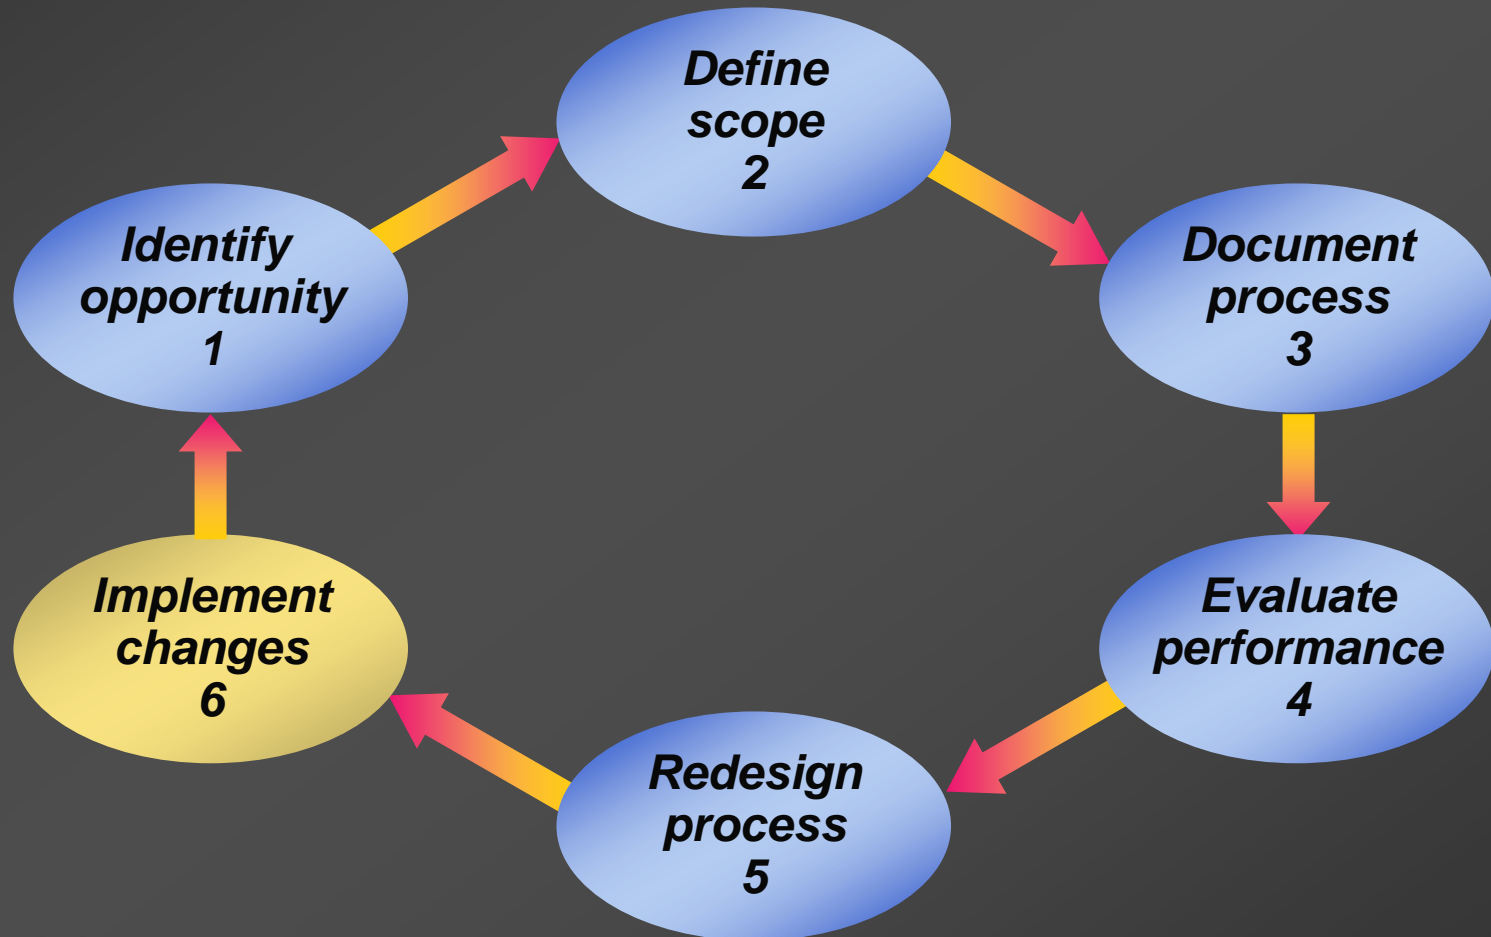 Identify
opportunity
1
Define
scope
2
Document
process
3
Evaluate
performance
4
Redesign
process
5
Implement
changes
6